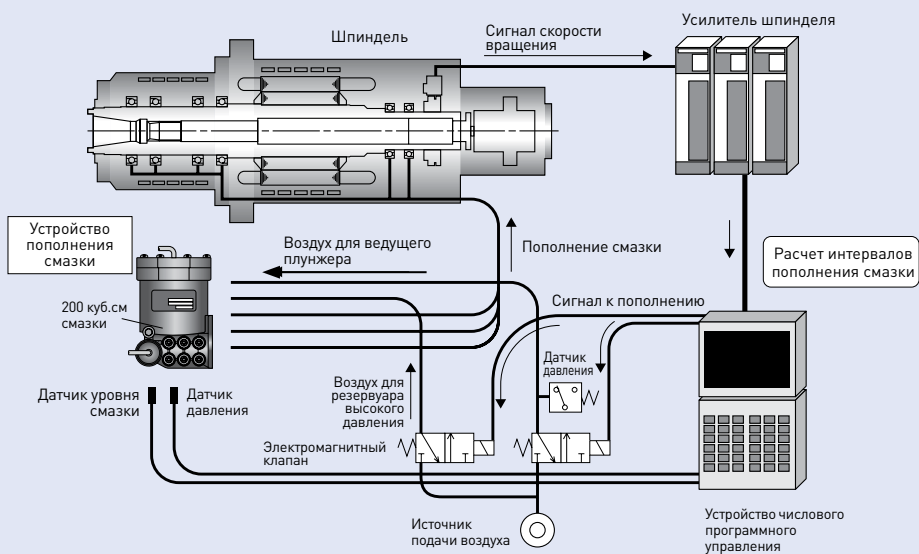 Шпиндель
Сигнал скорости
вращения
Усилитель шпинделя
Устройство
пополнения
смазки
Воздух для ведущего
плунжера
Пополнение смазки
Расчет интервалов
пополнения смазки
200 куб.см
смазки
Сигнал к пополнению
Датчик
давления
Воздух для
резервуара
высокого
давления
Датчик уровня
смазки
Датчик
давления
Электромагнитный
клапан
Источник
подачи воздуха
Устройство числового
программного
управления